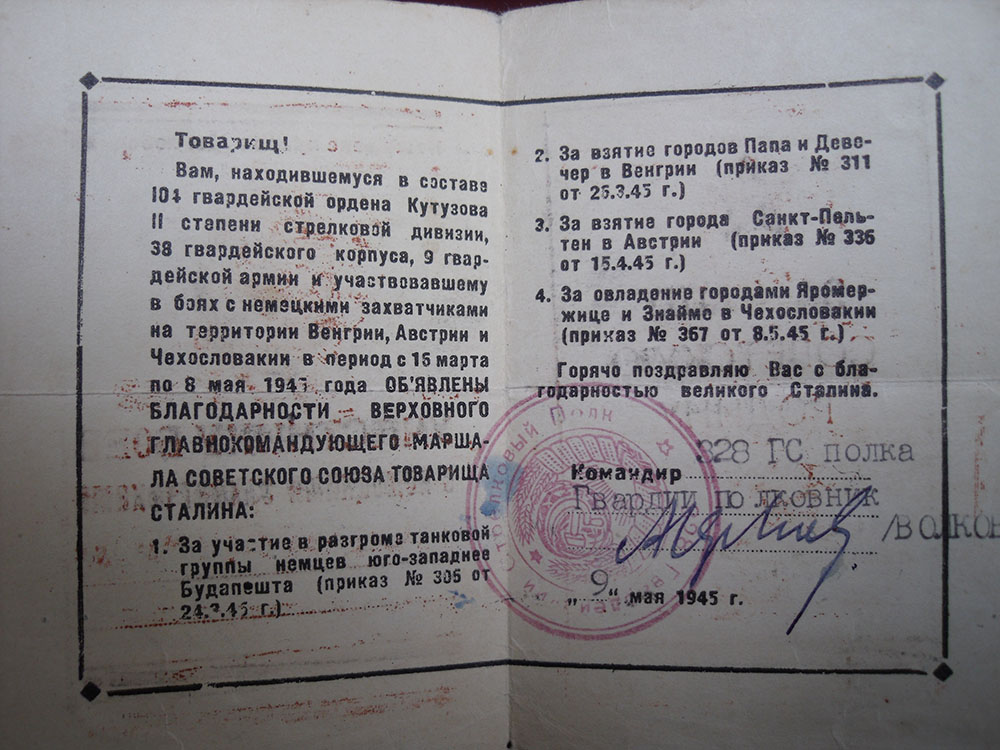 Товарищ!
Вам, находившемуся в составе
104 гвардейской ордена Кутузова
II степени стрелковой дивизии,
38 гвардейского корпуса, 9 гвар-
дейской армии и участвовавшему
в боях с немецкими захватчиками
на территории Венгрии, Австрии и
Чехословакии в период с 16 марта
по 8 мая 1945 года ОБ'ЯВЛЕНЫ
БЛАГОДАРНОСТИ ВЕРХОВНОГО
ГЛАВНОКОМАНДУЮЩЕГО МАРША-
ЛА СОВЕТСКОГО СОЮЗА ТОВАРИЩА
СТАЛИНА:
1. За участие в разгроме танковой
группы немцев юго-западнее
Будапешта (приказ № 305 от
24.3.45 г.)
2. За взятие городов Папа и Деве-
чер в Венгрии (приказ № 311
от 26.3.45 г.)
3. За взятие города Санкт-Пель-
тен в Австрии (приказ № 336
от 15.4.45 г.)
4. За овладение городами Яромер-
жице и Знаймо в Чехословакии
(приказ № 367 от 8.5.45 г.)
Горячо поздравляю Вас с бла-
годарностью великого Сталина.
328 ГС полка
Командир
Гвардии полковник
/ВОЛКОВ
„9" мая 1945 г.